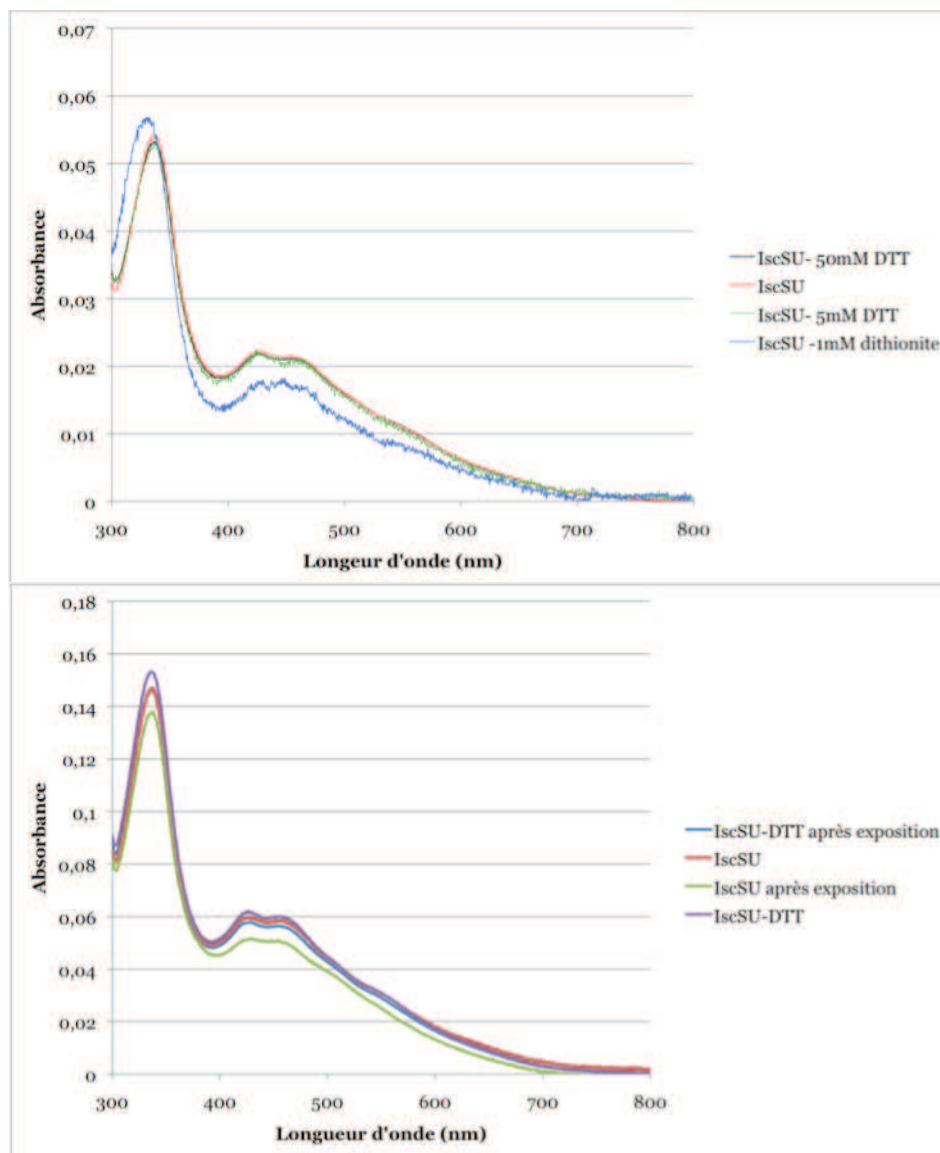 0,07
0,06
0,05
0,04
0,03
0,02
0,01
0
Absorbance
300 400 500 600 700 800
Longeur d'onde (nm)
IscSU- 50mM DTT
IscSU
IscSU- 5mM DTT
IscSU -1mM dithionite
0,18
0,16
0,14
0,12
0,1
0,08
0,06
0,04
0,02
0
Absorbance
300 400 500 600 700 800
Longueur d'onde (nm)
IscSU-DTT après exposition
IscSU
IscSU après exposition
IscSU-DTT